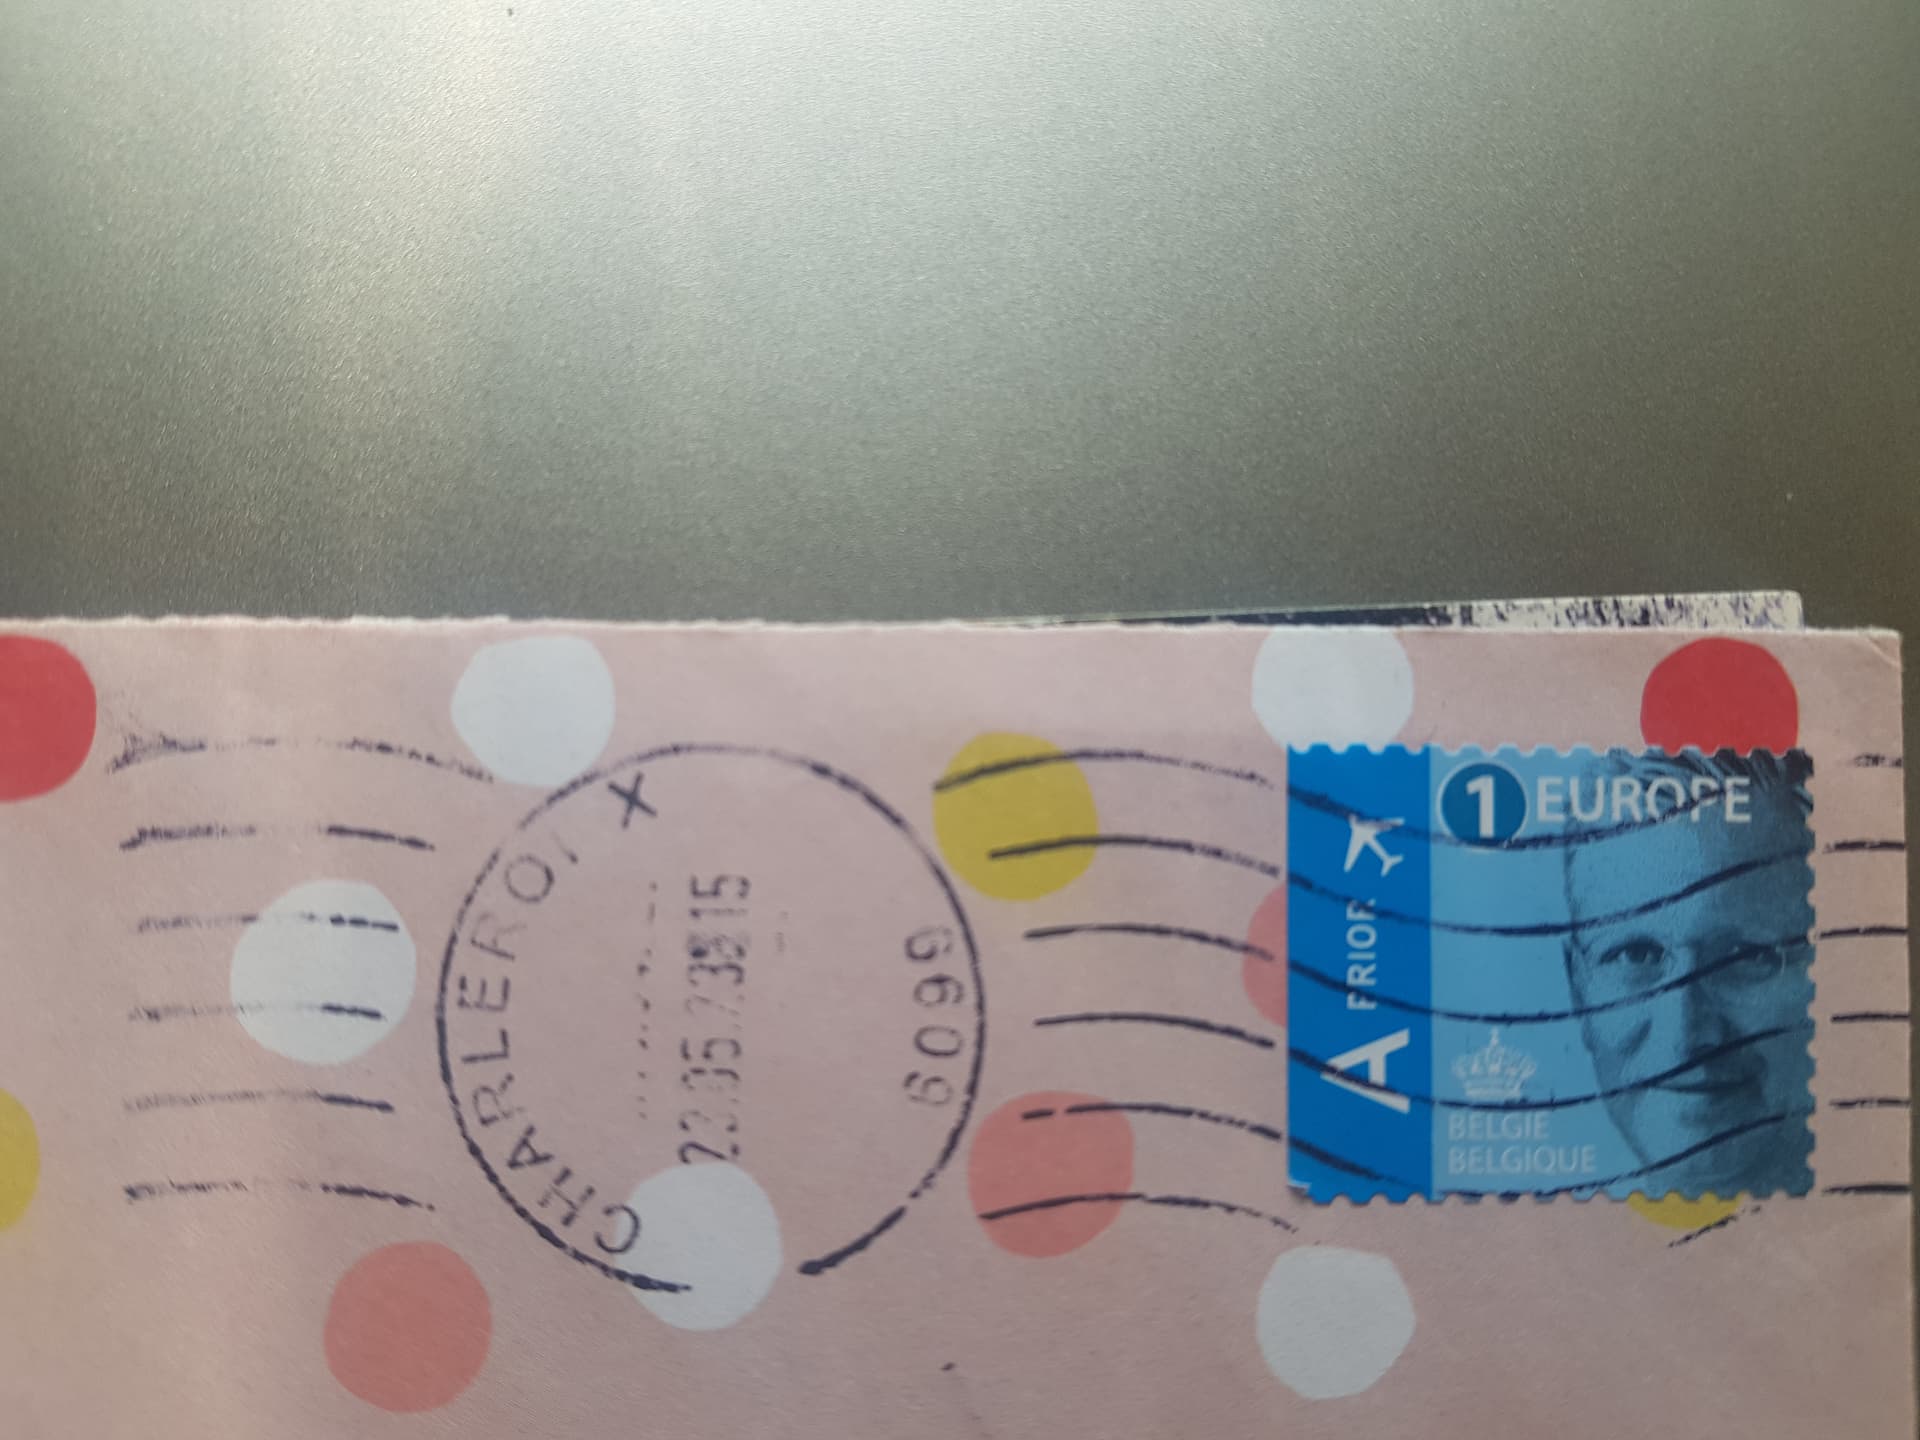 CHARLEROI X
6099
1 EUROPE
A PRIOR
BELGIE
BELGIQUE